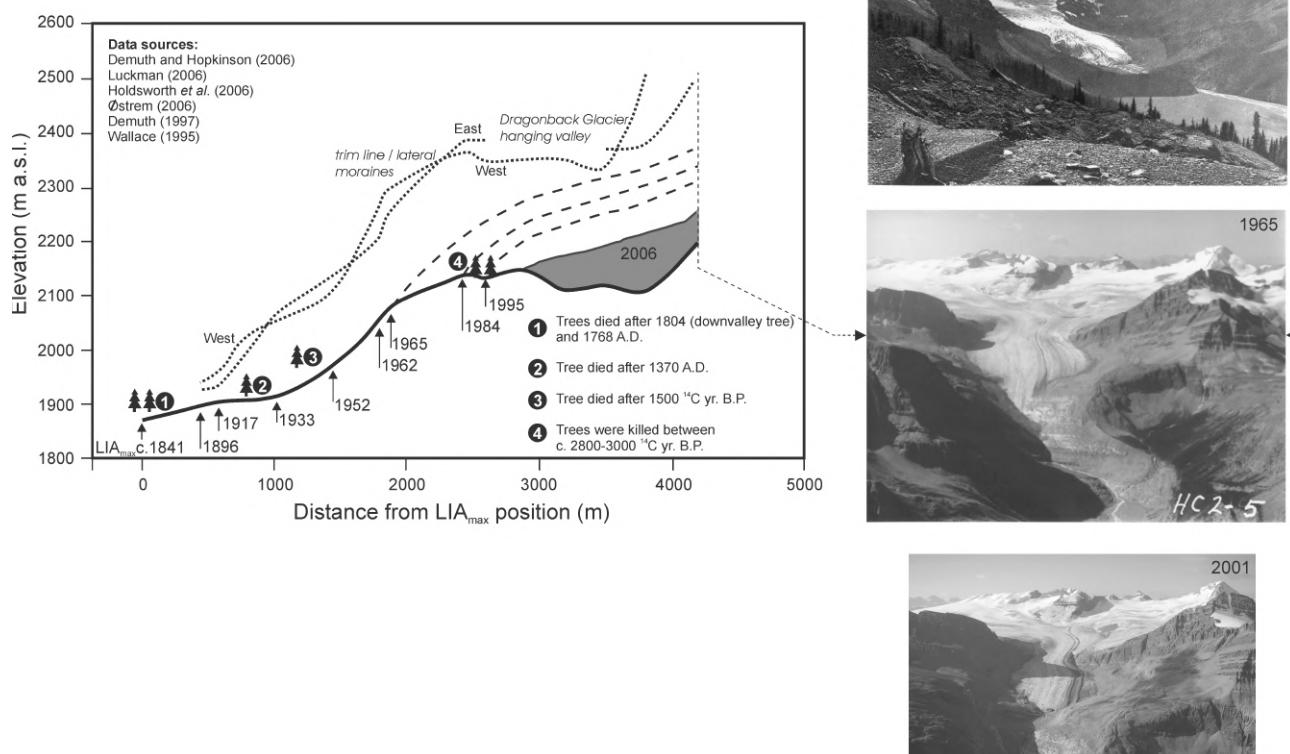 2600
2500
2400
2300
2200
2100
2000
1900
1800
Elevation (m a.s.l.)
Data sources:
Demuth and Hopkinson (2006)
Luckman (2006)
Holdsworth et al. (2006)
Østrem (2006)
Demuth (1997)
Wallace (1995)
trim line / lateral
moraines
East
West
Dragonback Glacier
hanging valley
West
2006
4
1995
1984
1965
1962
1952
1933
1917
1896
LIAmax c.1841
1
2
3
1 Trees died after 1804 (downvalley tree)
and 1768 A.D.
2 Tree died after 1370 A.D.
3 Tree died after 1500 ¹⁴C yr. B.P.
4 Trees were killed between
c. 2800-3000 ¹⁴C yr. B.P.
0 1000 2000 3000 4000 5000
Distance from LIAmax position (m)
1965
HC2-5
2001